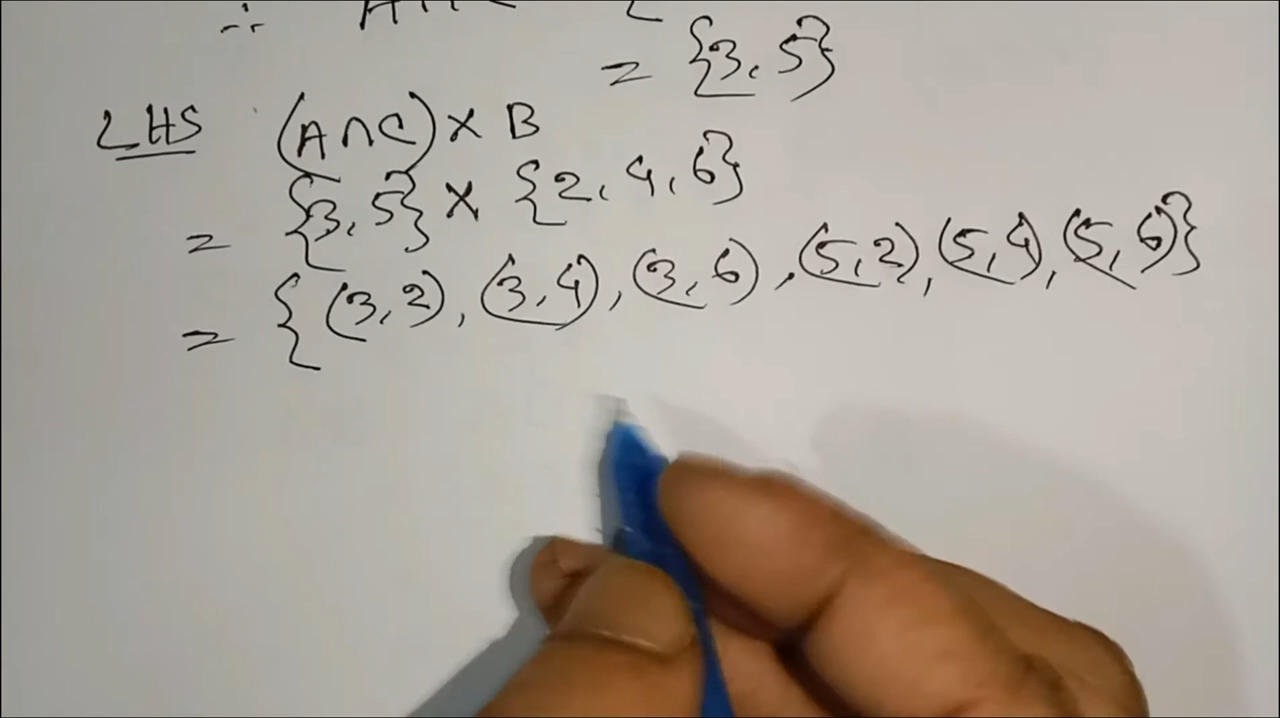 ∴ A∩C {
= {3, 5}
LHS (A∩C) × B
= {3, 5} × {2, 4, 6}
= {(3, 2), (3, 4), (3, 6), (5, 2), (5, 4), (5, 6)}